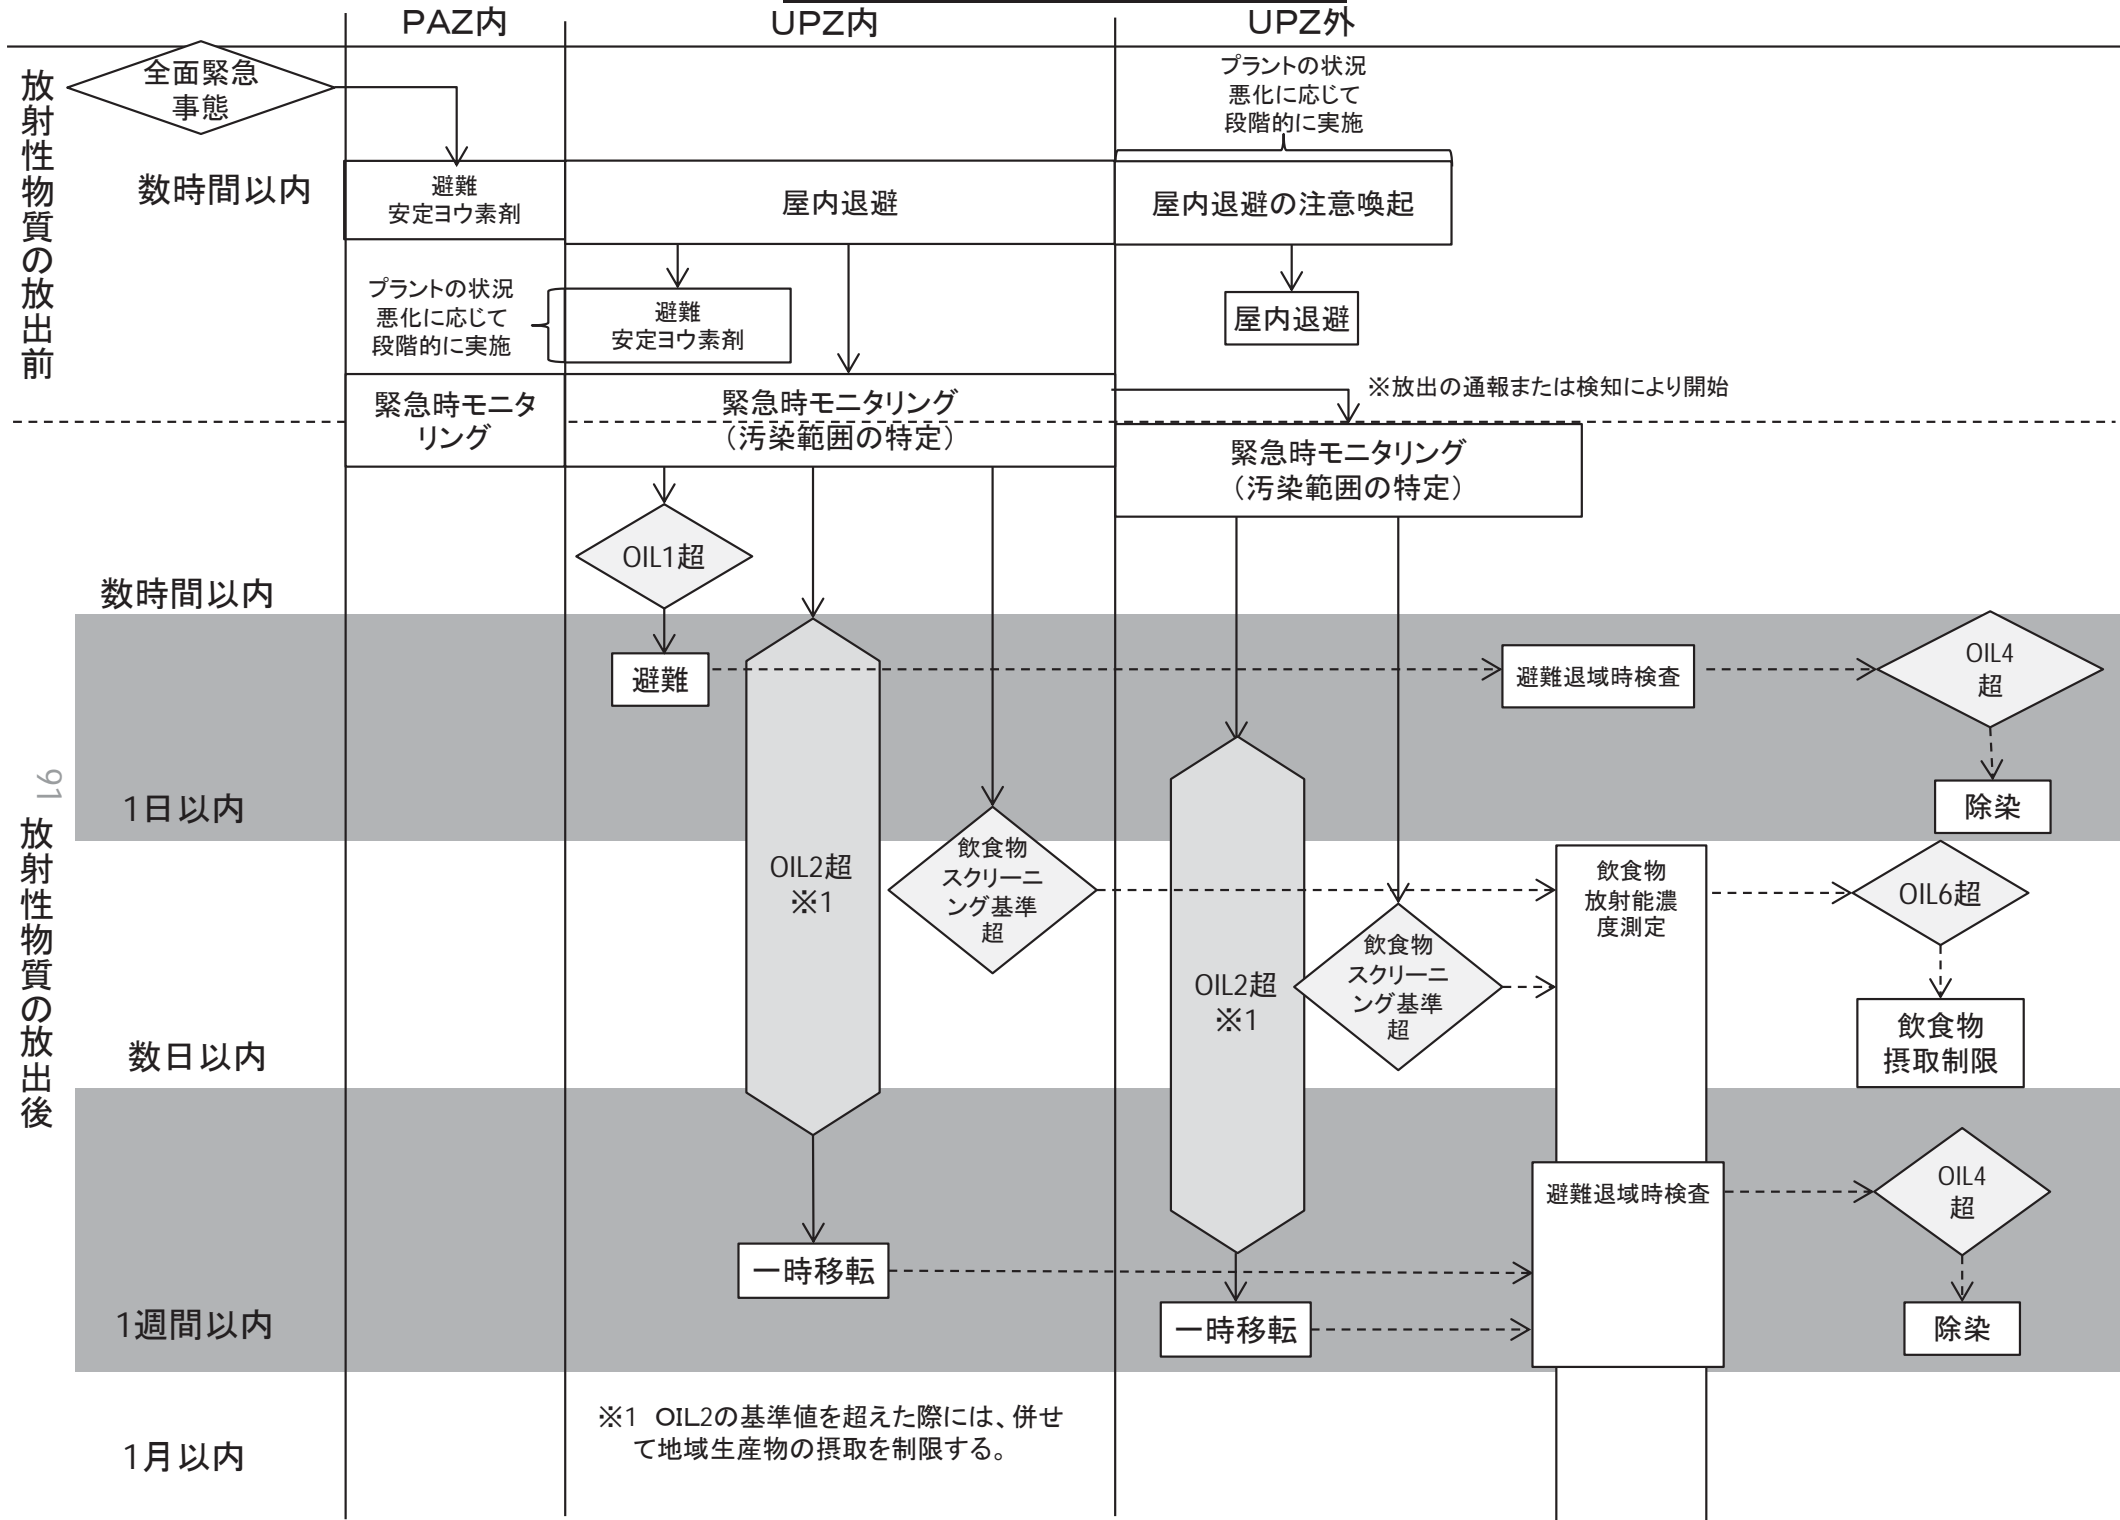 PAZ内
UPZ内
UPZ外
放射性物質の放出前
全面緊急
事態
プラントの状況
悪化に応じて
段階的に実施
数時間以内
避難
安定ヨウ素剤
屋内退避
屋内退避の注意喚起
プラントの状況
悪化に応じて
段階的に実施
避難
安定ヨウ素剤
屋内退避
緊急時モニタ
リング
緊急時モニタリング
（汚染範囲の特定）
※放出の通報または検知により開始
緊急時モニタリング
（汚染範囲の特定）
OIL1超
数時間以内
避難
避難退域時検査
OIL4
超
91
放射性物質の放出後
1日以内
除染
OIL2超
※1
飲食物
スクリーニ
ング基準
超
OIL2超
※1
飲食物
スクリーニ
ング基準
超
飲食物
放射能濃
度測定
OIL6超
数日以内
飲食物
摂取制限
避難退域時検査
OIL4
超
一時移転
一時移転
1週間以内
除染
※1　OIL2の基準値を超えた際には、併せ
て地域生産物の摂取を制限する。
1月以内